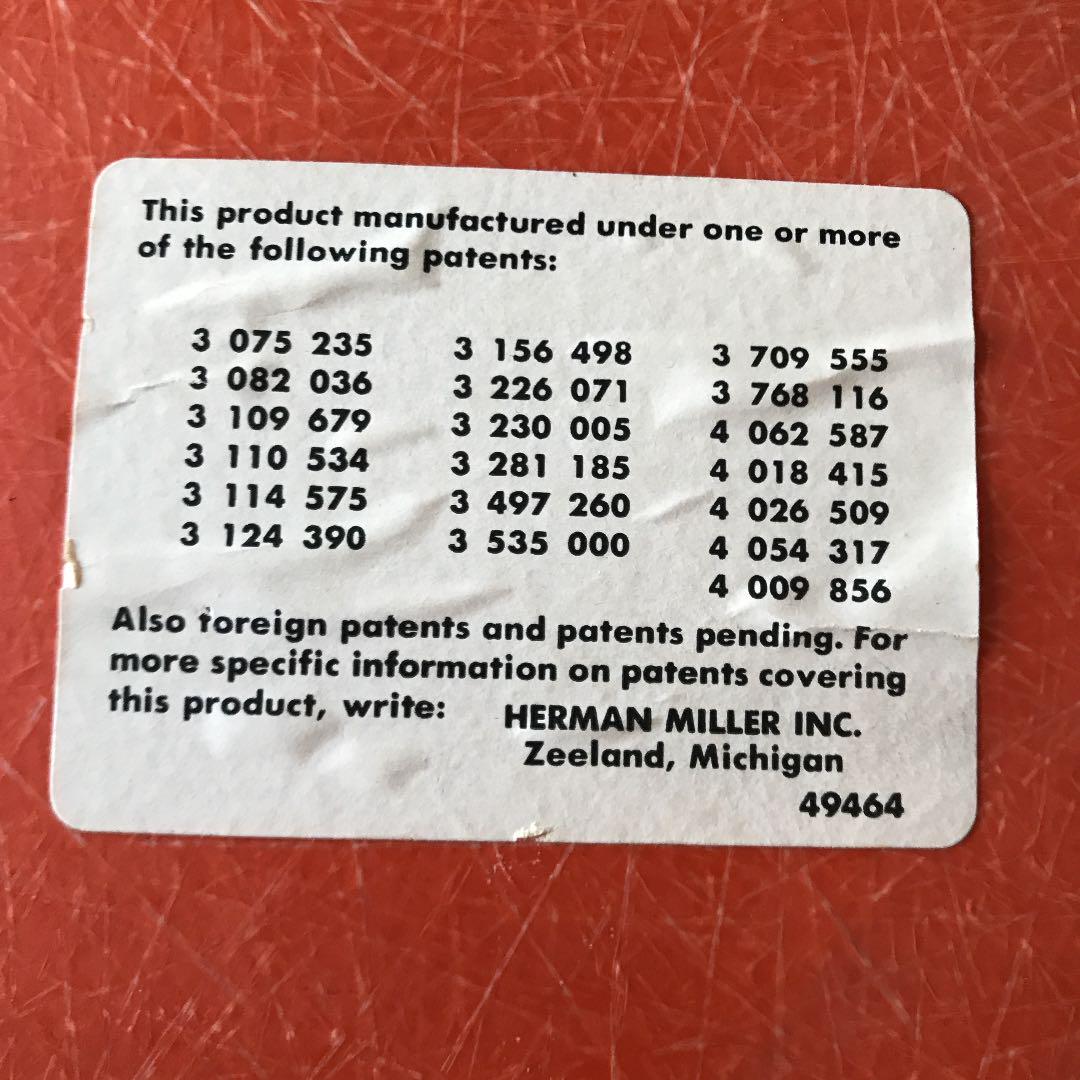 This product manufactured under one or more
of the following patents:
3 075 235 3 156 498 3 709 555
3 082 036 3 226 071 3 768 116
3 109 679 3 230 005 4 062 587
3 110 534 3 281 185 4 018 415
3 114 575 3 497 260 4 026 509
3 124 390 3 535 000 4 054 317
4 009 856
Also foreign patents and patents pending. For
more specific information on patents covering
this product, write: HERMAN MILLER INC.
Zeeland, Michigan
49464